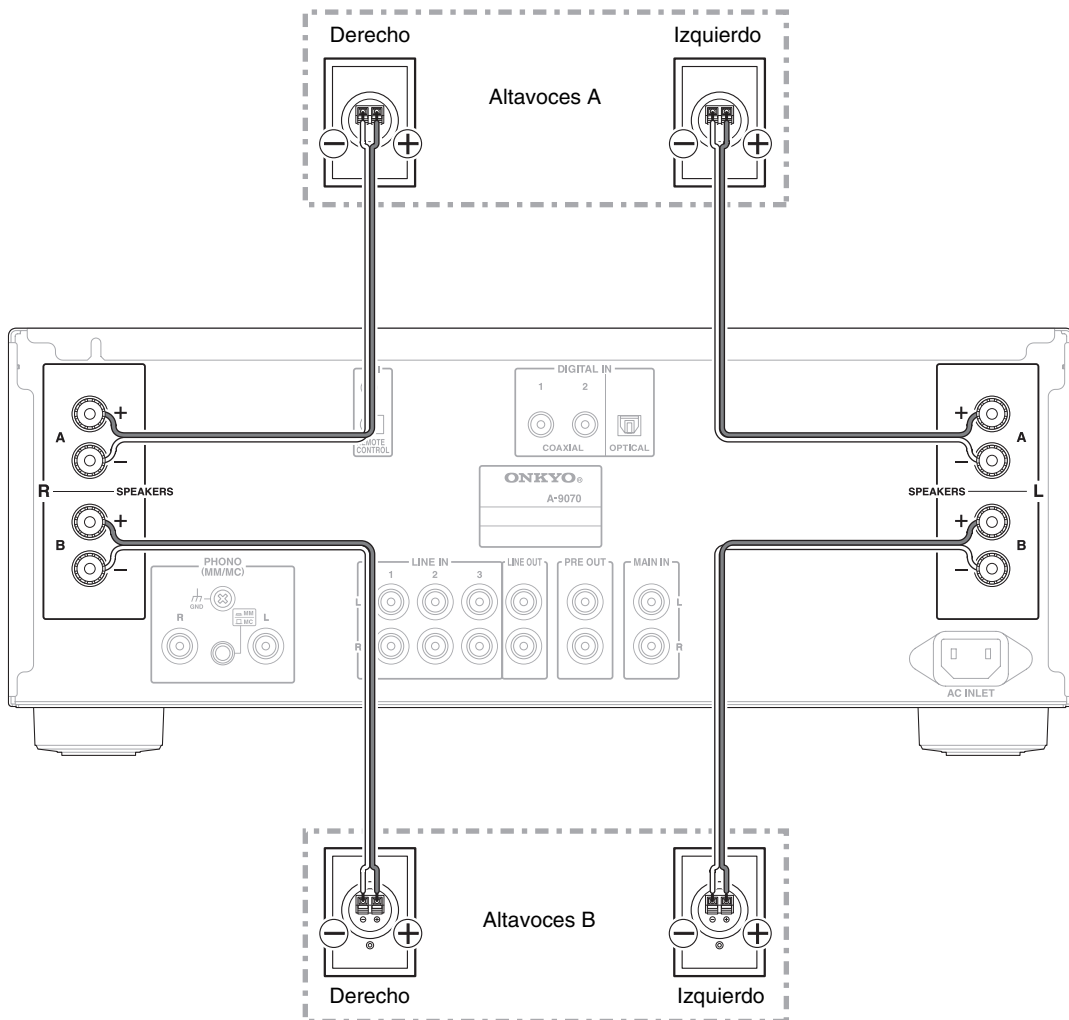 Derecho
Izquierdo
Altavoces A
− +
− +
DIGITAL IN
1 2
COAXIAL OPTICAL
REMOTE CONTROL
+
A
−
R SPEAKERS
+
B
−
+
A
−
SPEAKERS L
+
B
−
ONKYO®
A-9070
PHONO
(MM/MC)
GND
R L
MM
MC
LINE IN
1 2 3
L
R
LINE OUT
PRE OUT
MAIN IN
L
R
AC INLET
Altavoces B
− +
− +
Derecho
Izquierdo